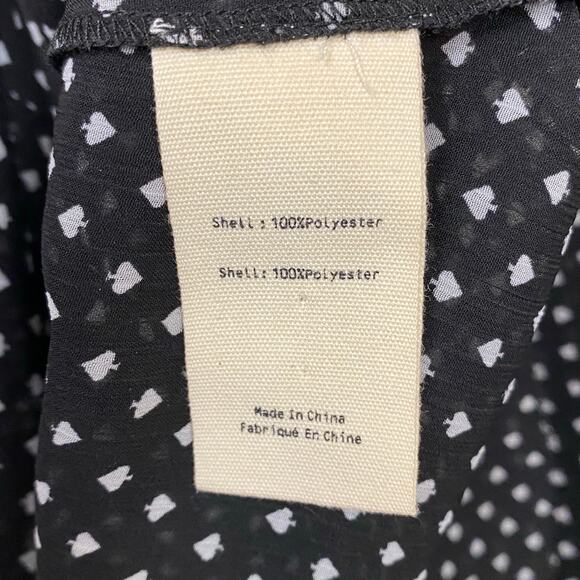 Shell : 100%Polyester
Shell: 100%Polyester
Made In China
Fabriqué En Chine